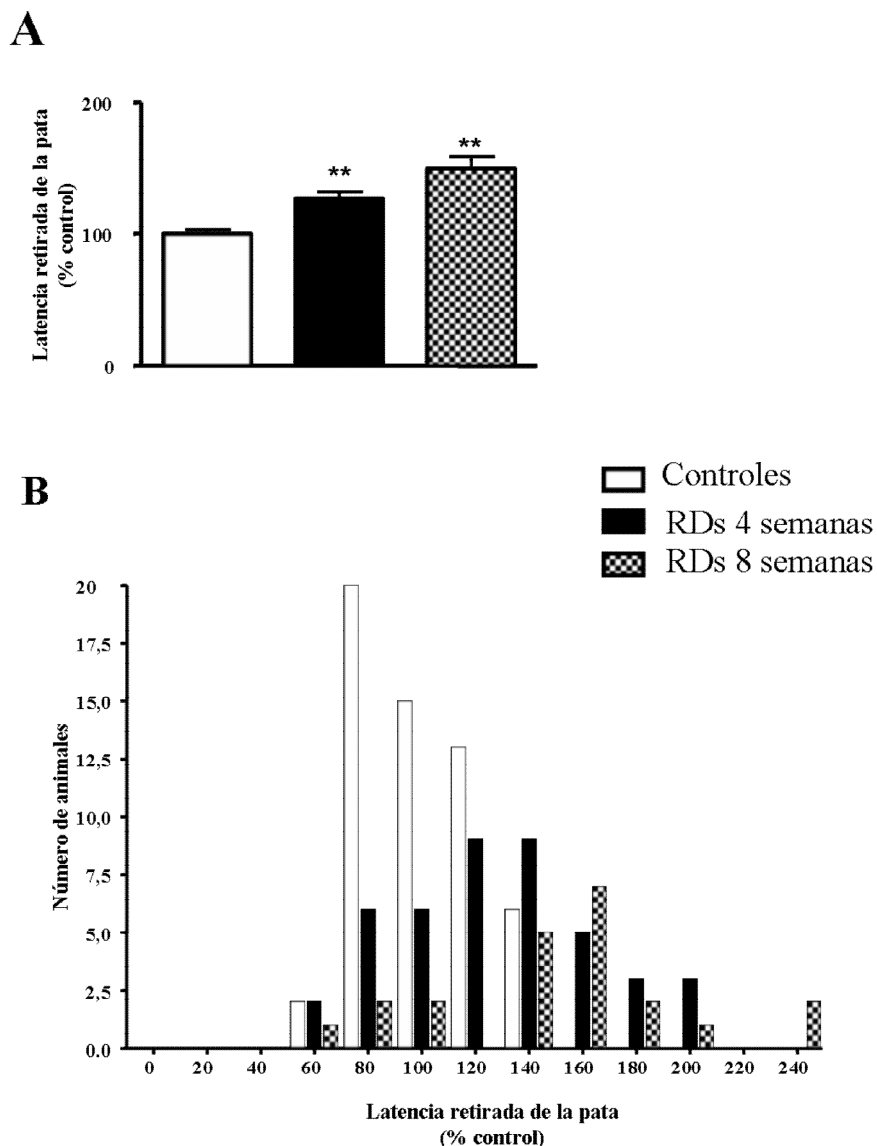 A
Latencia retirada de la pata
(% control)
200
100
0
**
**
B
Controles
RDs 4 semanas
RDs 8 semanas
Número de animales
20
17,5
15,0
12,5
10,0
7,5
5,0
2,5
0.0
0 20 40 60 80 100 120 140 160 180 200 220 240
Latencia retirada de la pata
(% control)